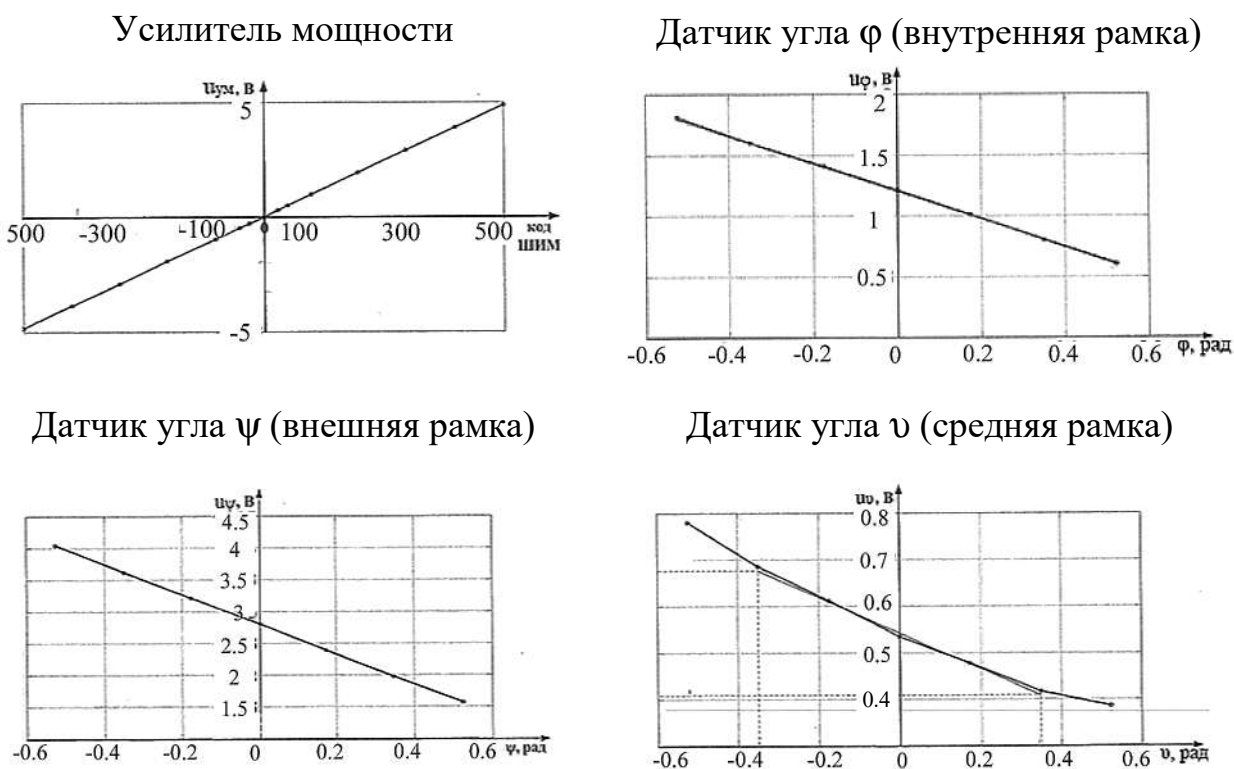 Усилитель мощности
Датчик угла φ (внутренняя рамка)
uум, В
5
500 -300 -100 0 100 300 500 код
ШИМ
-5
uφ, В
2
1.5
1
0.5
-0.6 -0.4 -0.2 0 0.2 0.4 0.6 φ, рад
Датчик угла ψ (внешняя рамка)
Датчик угла υ (средняя рамка)
uψ, В
4.5
4
3.5
3
2.5
2
1.5
-0.6 -0.4 -0.2 0 0.2 0.4 0.6 ψ, рад
uυ, В
0.8
0.7
0.6
0.5
0.4
-0.6 -0.4 -0.2 0 0.2 0.4 0.6 υ, рад